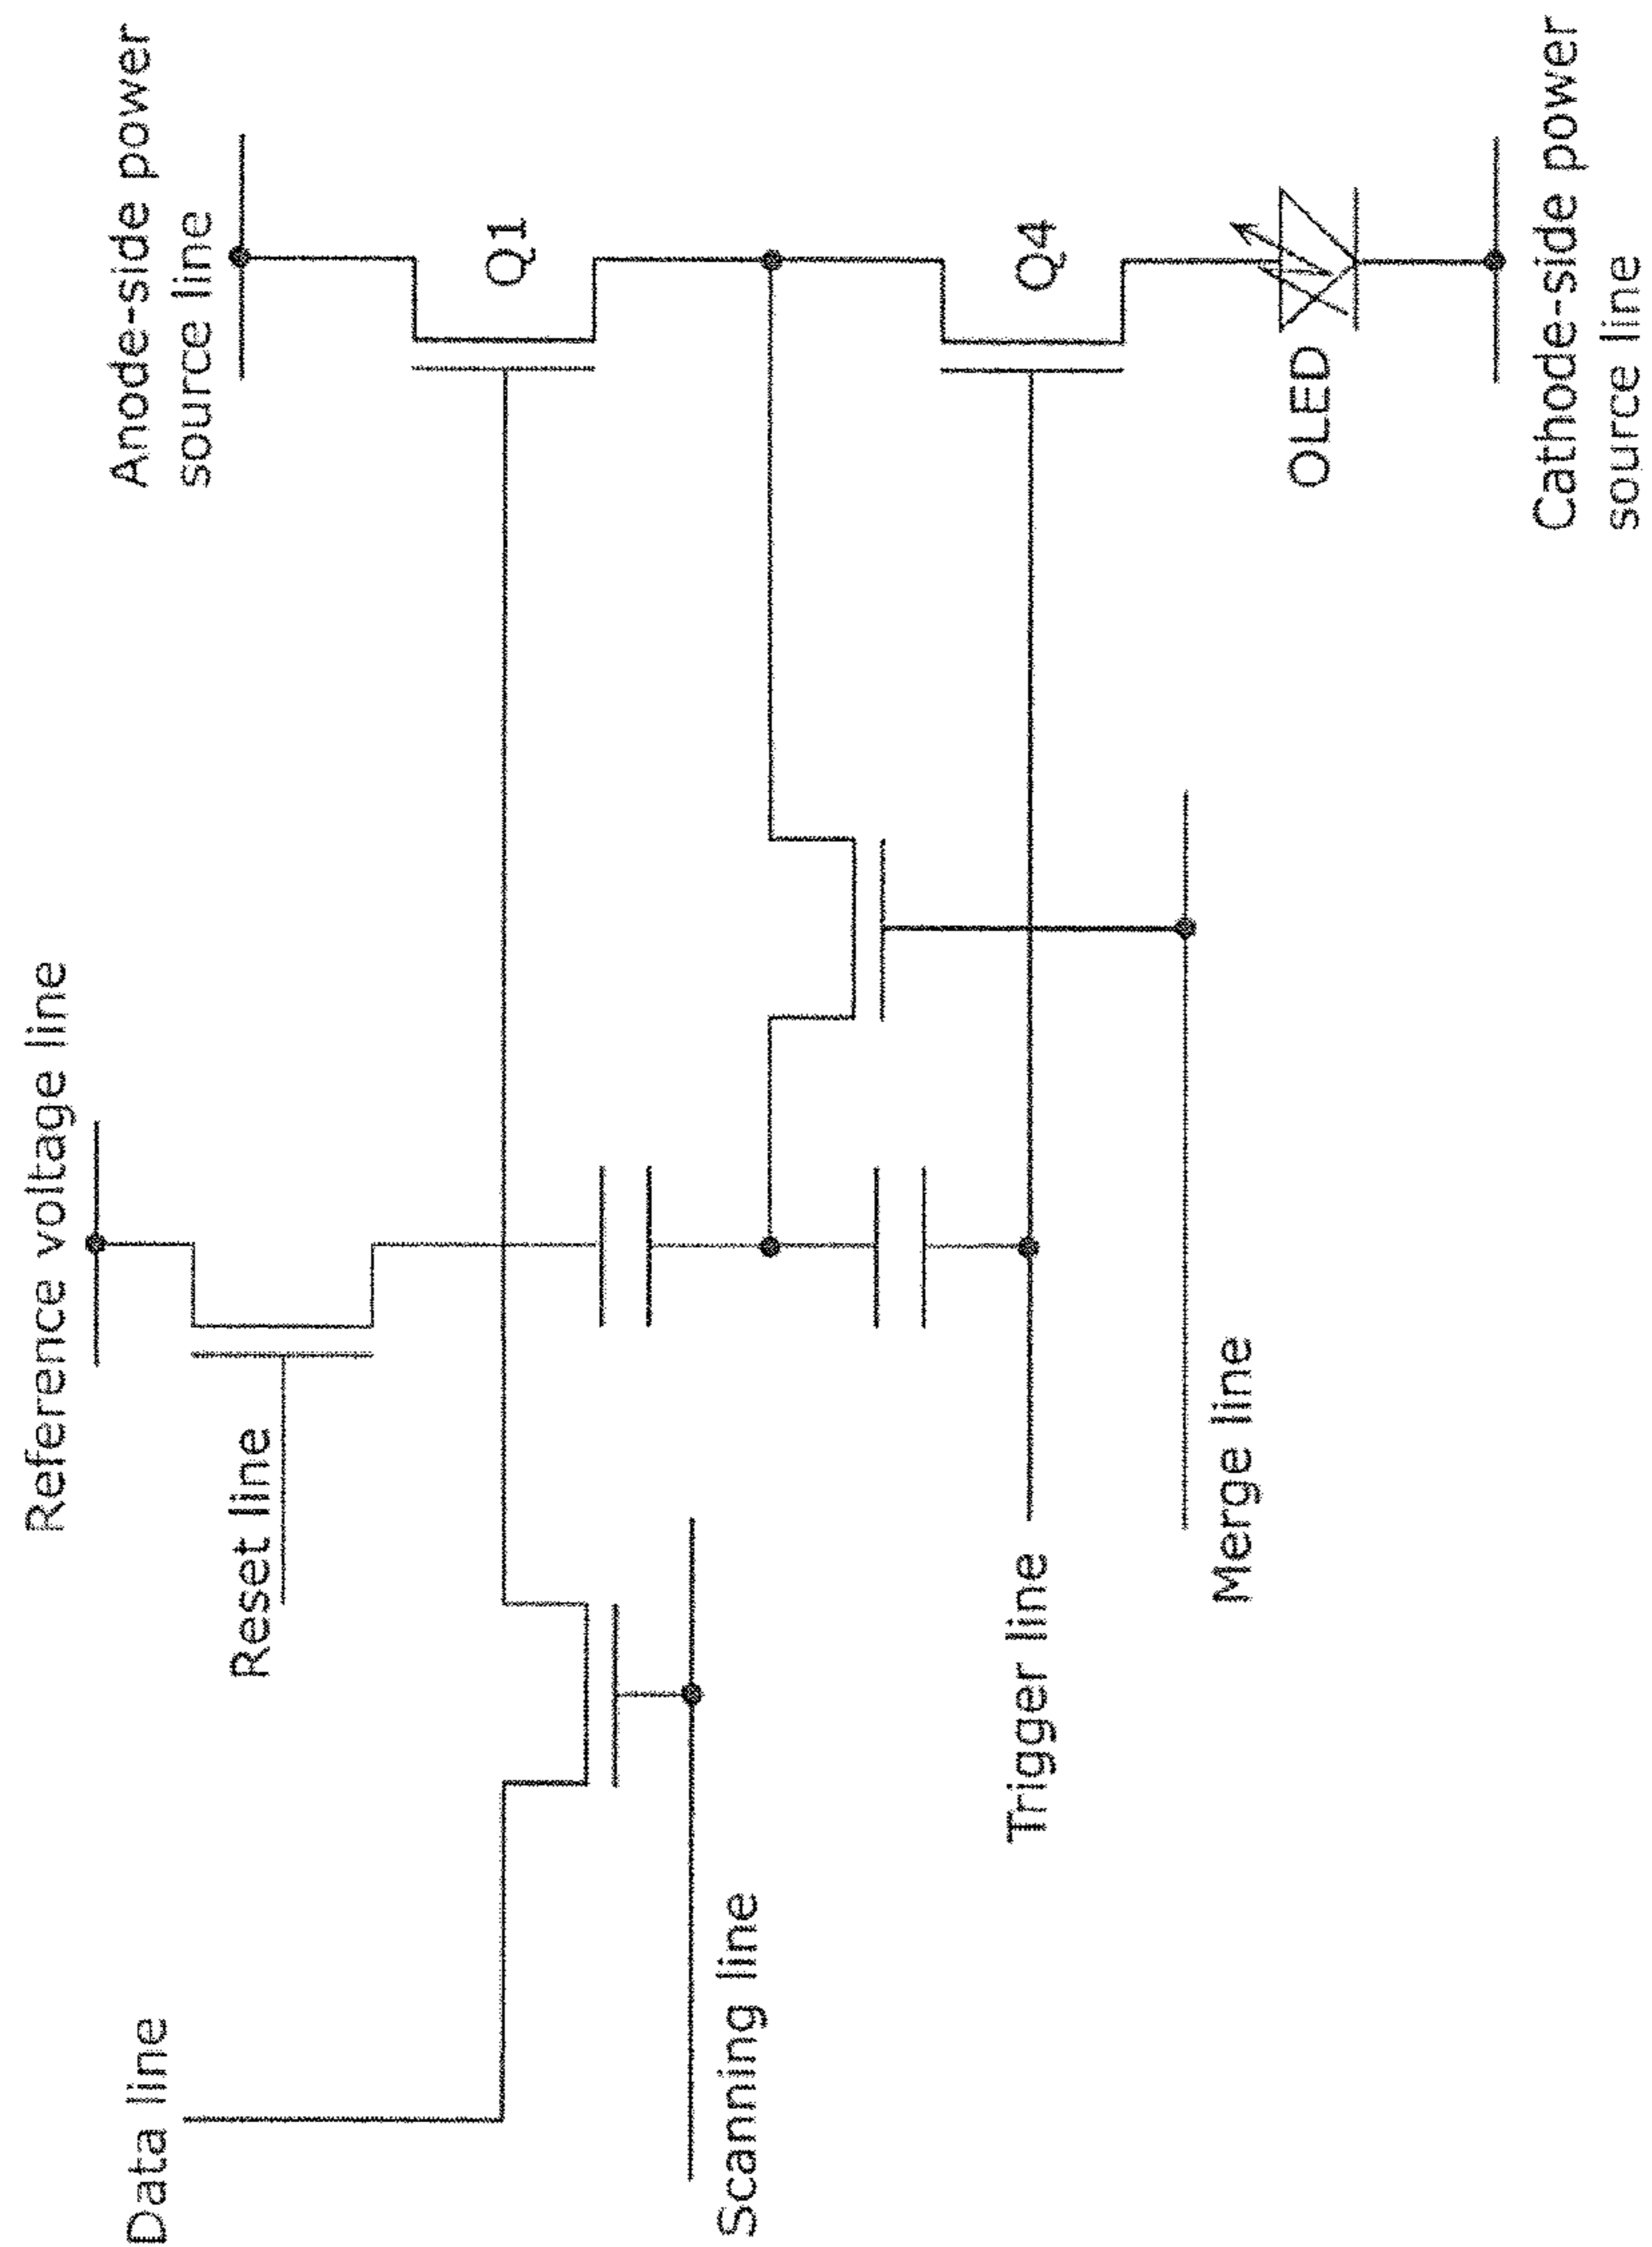 Reference voltage line
Anode-side power
source line
Reset line
Data line
Q1
Scanning line
Q4
Trigger line
OLED
Merge line
Cathode-side power
source line